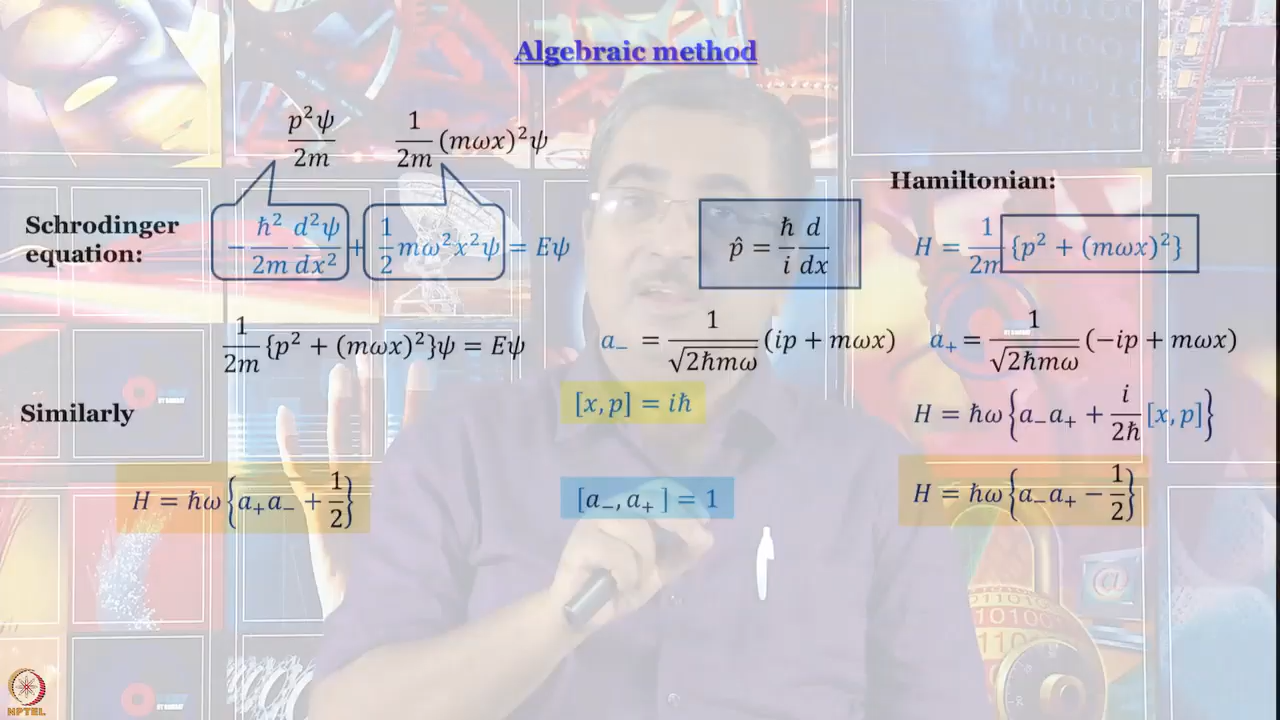 Algebraic method
p²ψ/2m    1/2m (mωx)²ψ
Hamiltonian:
Schrodinger equation: − ħ²/2m d²ψ/dx² + 1/2 mω²x²ψ = Eψ    p̂ = ħ/i d/dx    H = 1/2m {p² + (mωx)²}
1/2m {p² + (mωx)²}ψ = Eψ    a₋ = 1/√(2ħmω) (ip + mωx)    a₊ = 1/√(2ħmω) (−ip + mωx)
Similarly    [x, p] = iħ    H = ħω{a₋a₊ + i/2ħ [x, p]}
H = ħω{a₊a₋ + 1/2}    [a₋, a₊ ] = 1    H = ħω{a₋a₊ − 1/2}
NPTEL